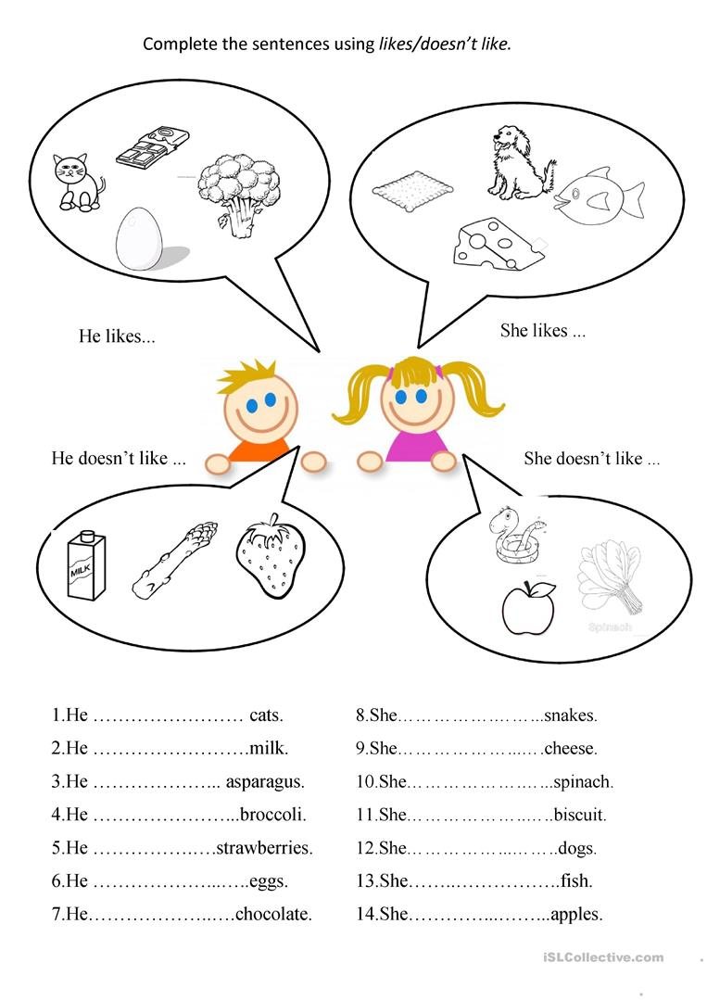 Complete the sentences using likes/doesn't like.
He likes...
She likes ...
He doesn't like ...
She doesn't like ...
MILK
Spinach
1.He …………………… cats.
2.He …………………….milk.
3.He ……………….. asparagus.
4.He …………………...broccoli.
5.He …………….….strawberries.
6.He ………………..…..eggs.
7.He………………..….chocolate.
8.She…………………...snakes.
9.She………………...….cheese.
10.She…………………...spinach.
11.She………………..…..biscuit.
12.She……………...……..dogs.
13.She…….……………….fish.
14.She…………..………..apples.
iSLCollective.com